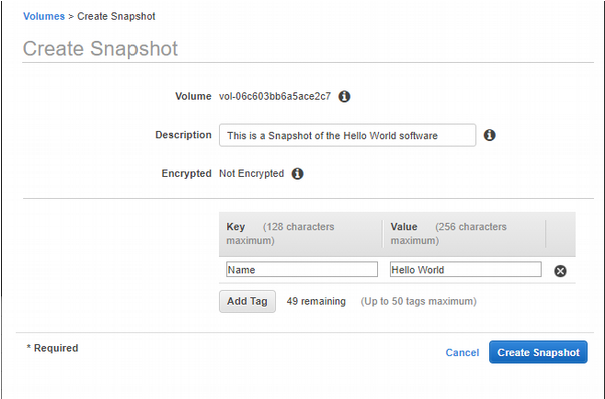 Volumes > Create Snapshot
Create Snapshot
Volume vol-06c603bb6a5ace2c7
Description This is a Snapshot of the Hello World software
Encrypted Not Encrypted
Key (128 characters maximum) Value (256 characters maximum)
Name Hello World
Add Tag 49 remaining (Up to 50 tags maximum)
* Required Cancel Create Snapshot